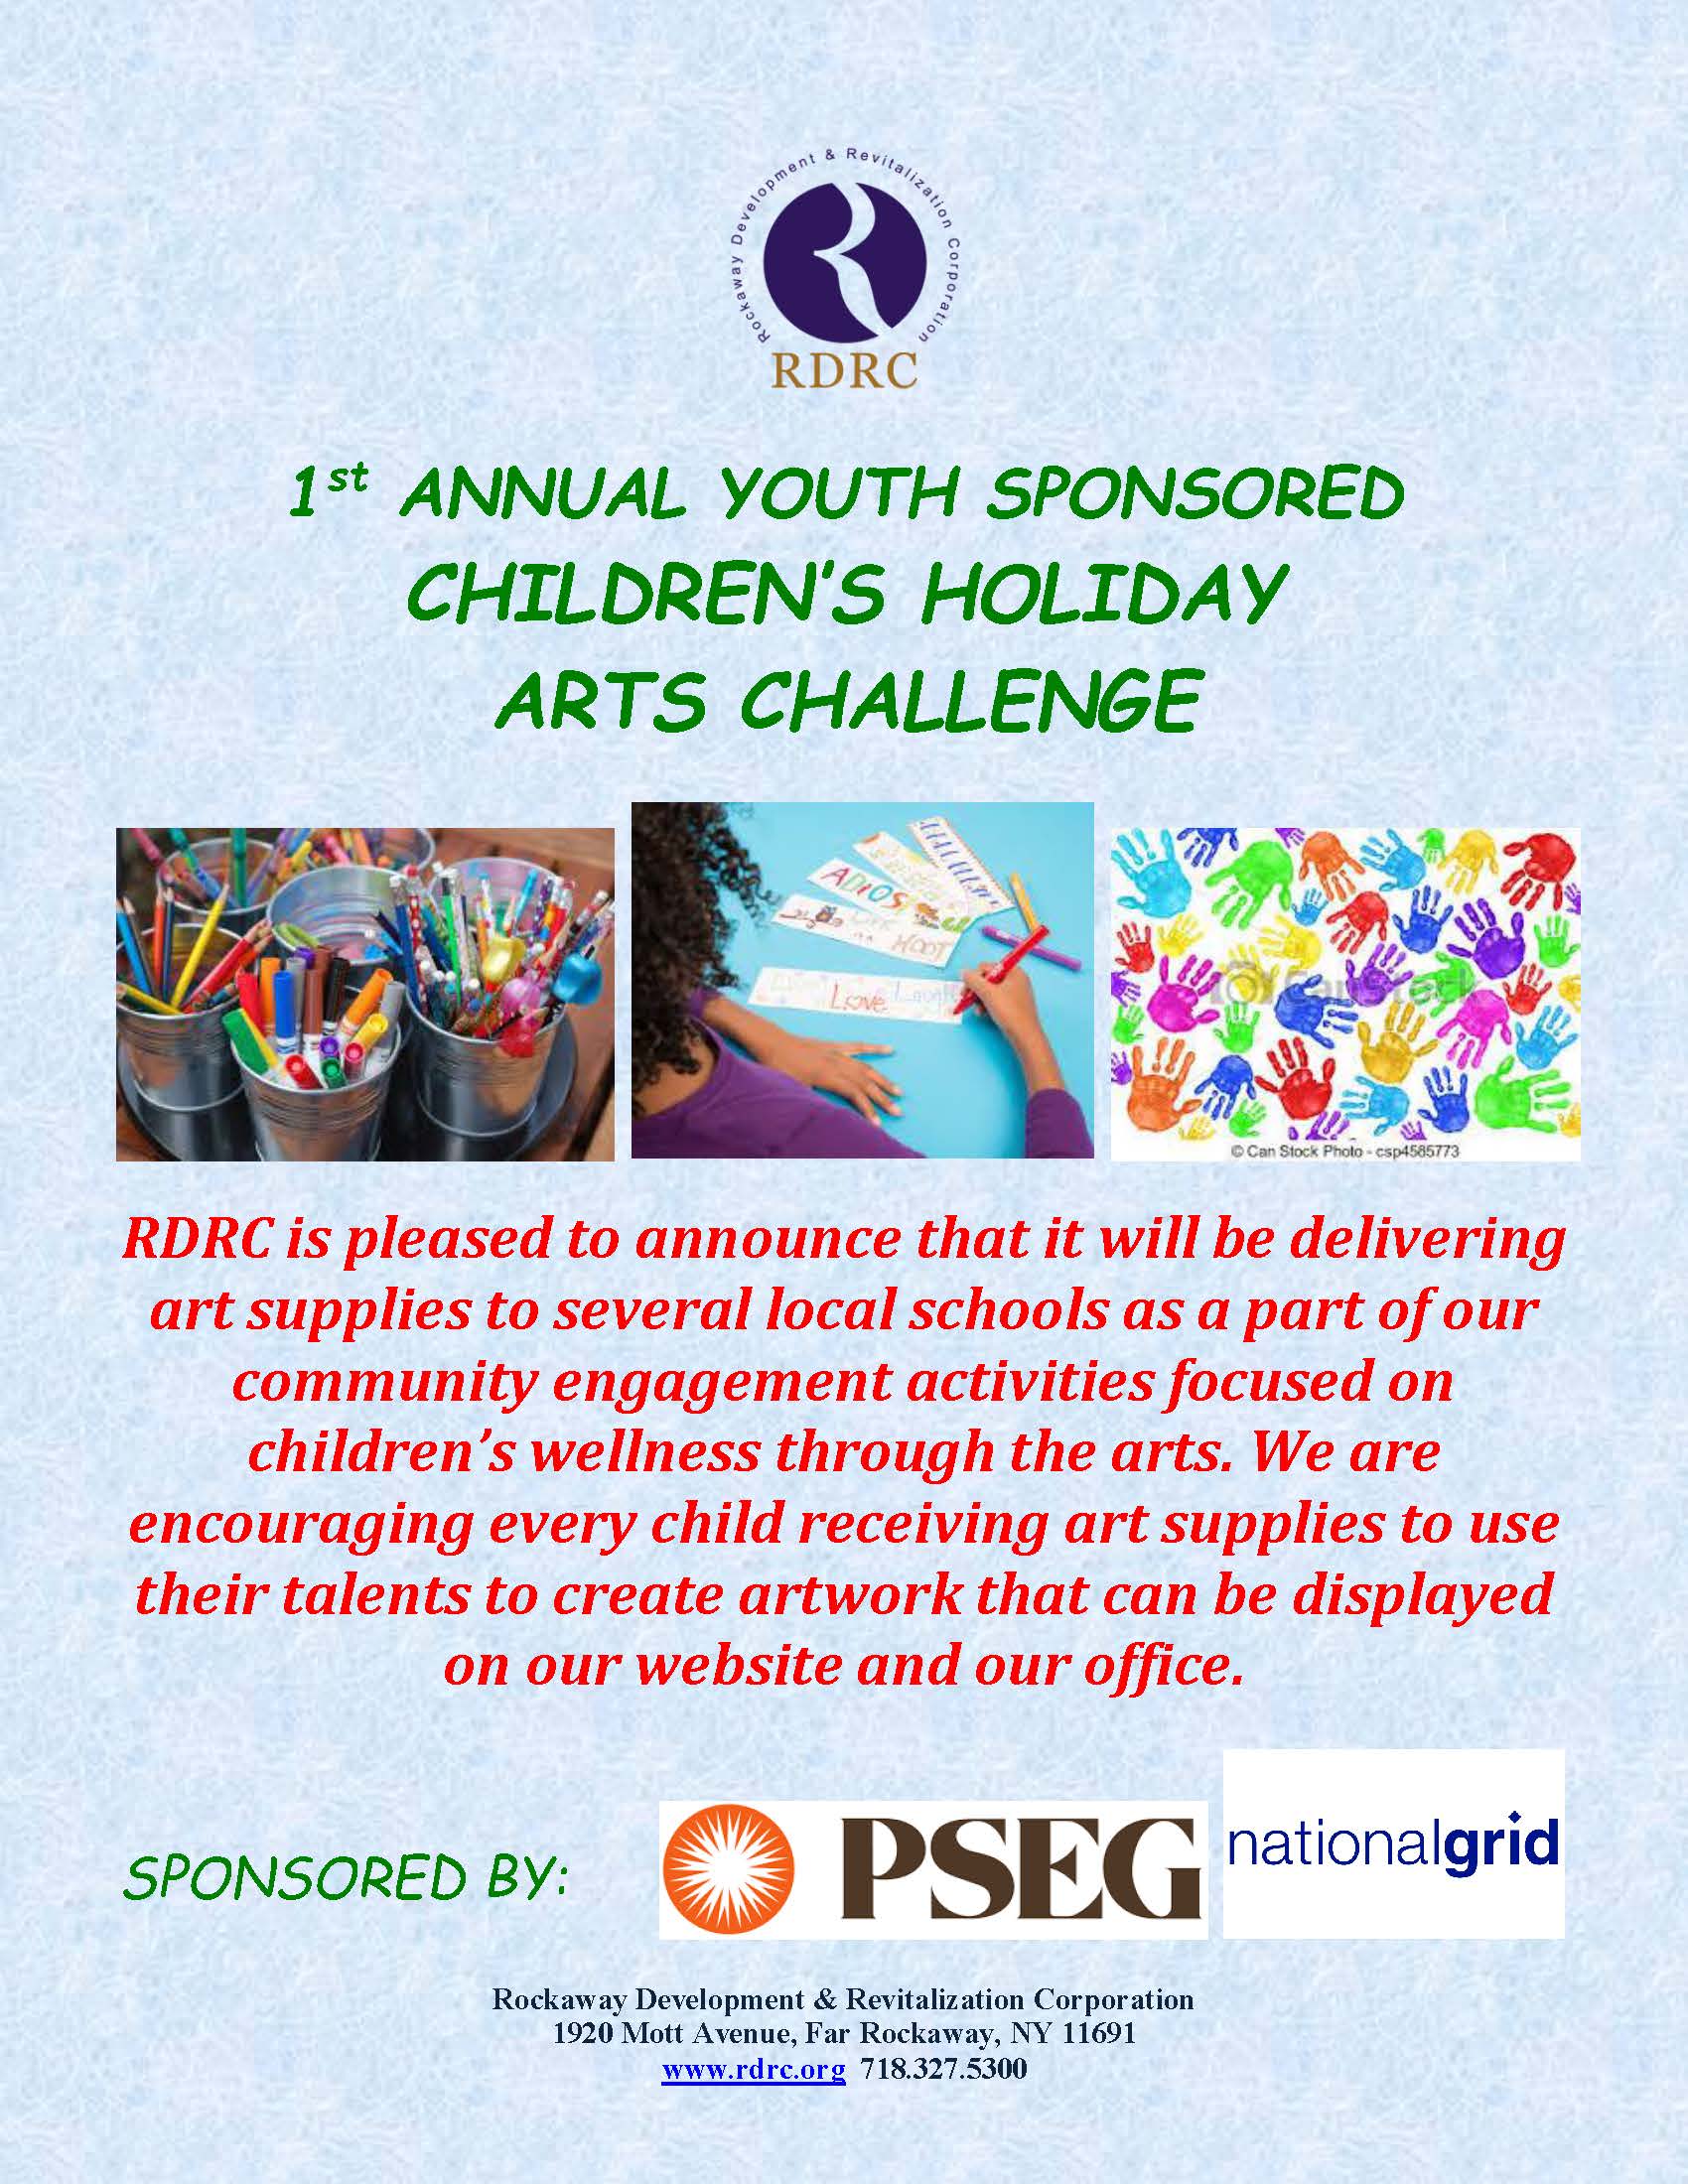 Rockaway Development & Revitalization Corporation
RDRC
1st ANNUAL YOUTH SPONSORED
CHILDREN’S HOLIDAY
ARTS CHALLENGE
ADiOS
HOOT
Love Laugh
© Can Stock Photo - csp4585773
RDRC is pleased to announce that it will be delivering
art supplies to several local schools as a part of our
community engagement activities focused on
children’s wellness through the arts. We are
encouraging every child receiving art supplies to use
their talents to create artwork that can be displayed
on our website and our office.
SPONSORED BY:
PSEG
nationalgrid
Rockaway Development & Revitalization Corporation
1920 Mott Avenue, Far Rockaway, NY 11691
www.rdrc.org 718.327.5300